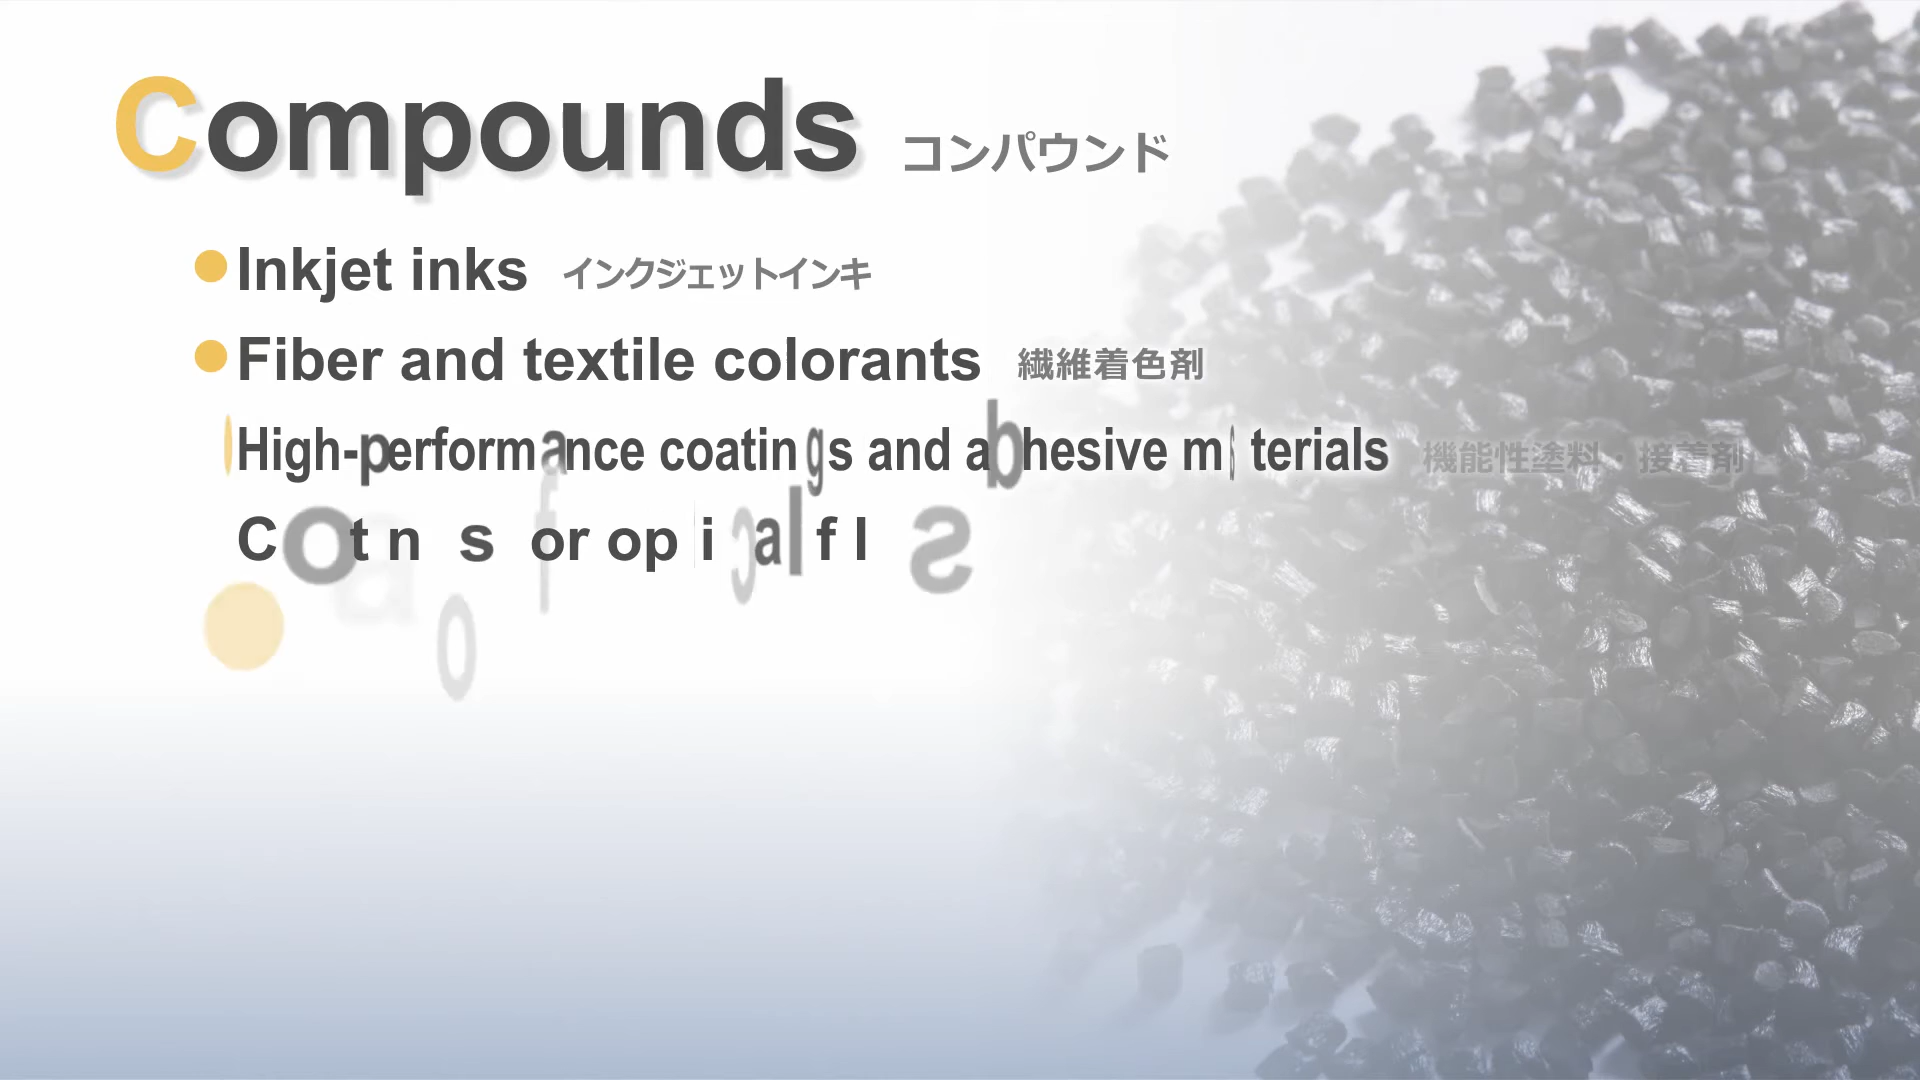 Compounds コンパウンド
Inkjet inks インクジェットインキ
Fiber and textile colorants 繊維着色剤
High-performance coatings and adhesive materials 機能性塗料・接着剤
for optical